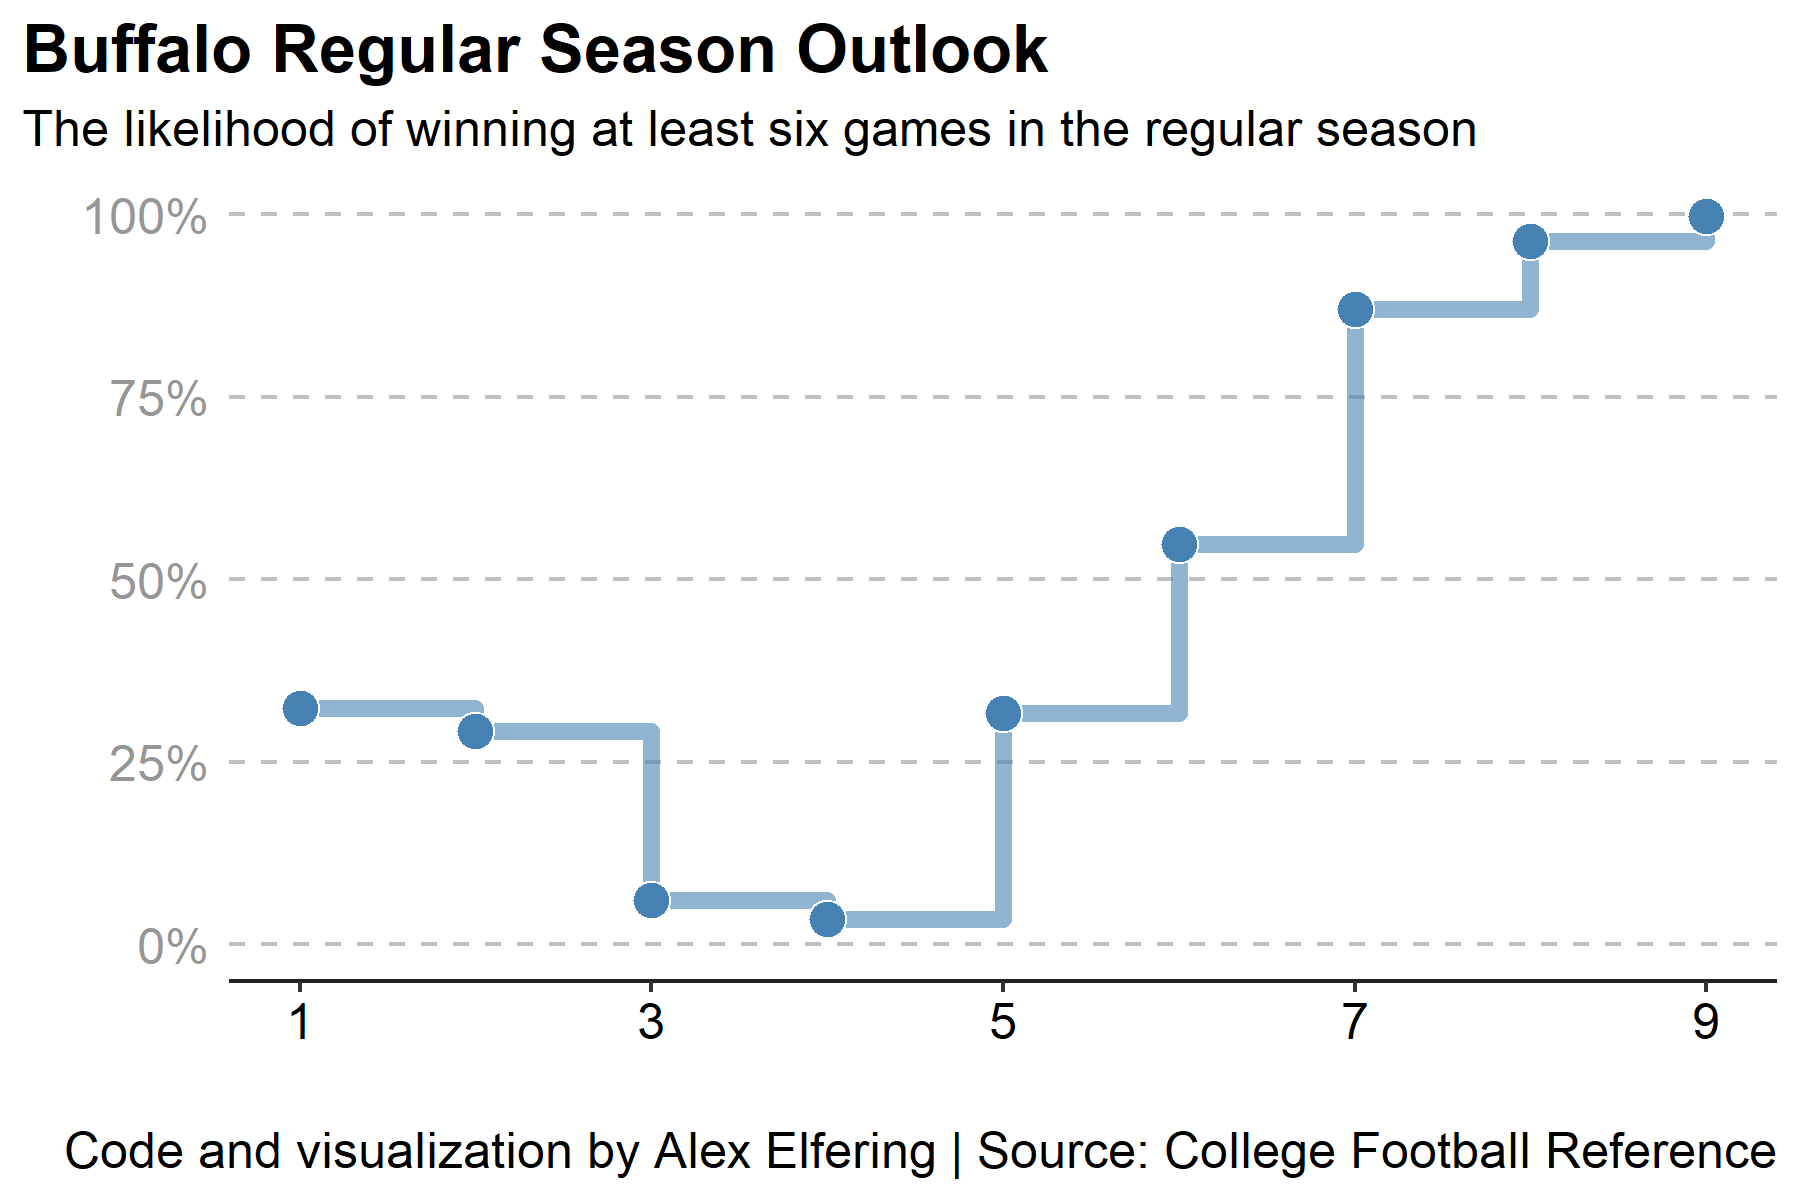 Buffalo Regular Season Outlook
The likelihood of winning at least six games in the regular season
100%
75%
50%
25%
0%
1 3 5 7 9
Code and visualization by Alex Elfering | Source: College Football Reference